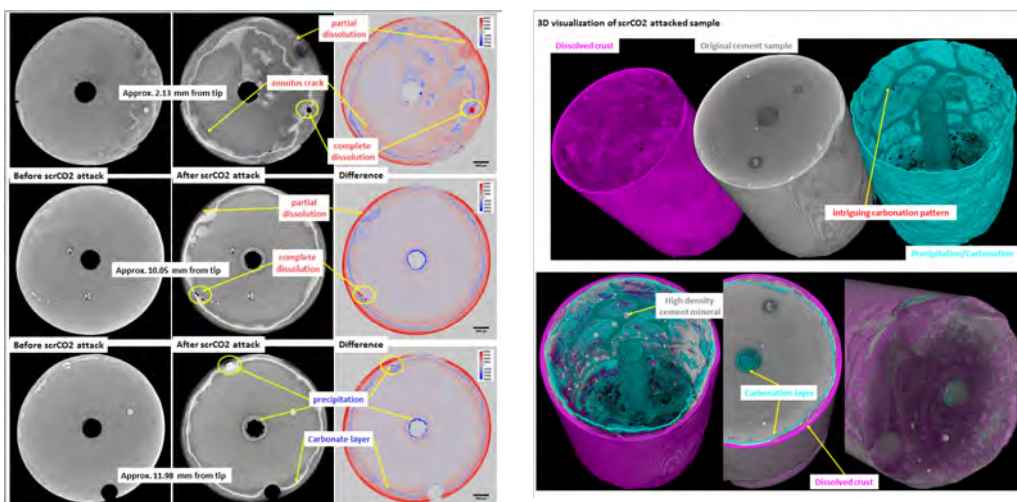 partial
dissolution
annulus crack
Approx. 2.13 mm from tip
complete
dissolution
Before scrCO2 attack
After scrCO2 attack
Difference
partial
dissolution
Approx. 10.05 mm from tip
complete
dissolution
Before scrCO2 attack
After scrCO2 attack
Difference
precipitation
Carbonate layer
Approx. 11.98 mm from tip
3D visualization of scrCO2 attacked sample
Dissolved crust
Original cement sample
intriguing carbonation pattern
Precipitation/Carbonation
High density
cement mineral
Carbonation layer
Dissolved crust